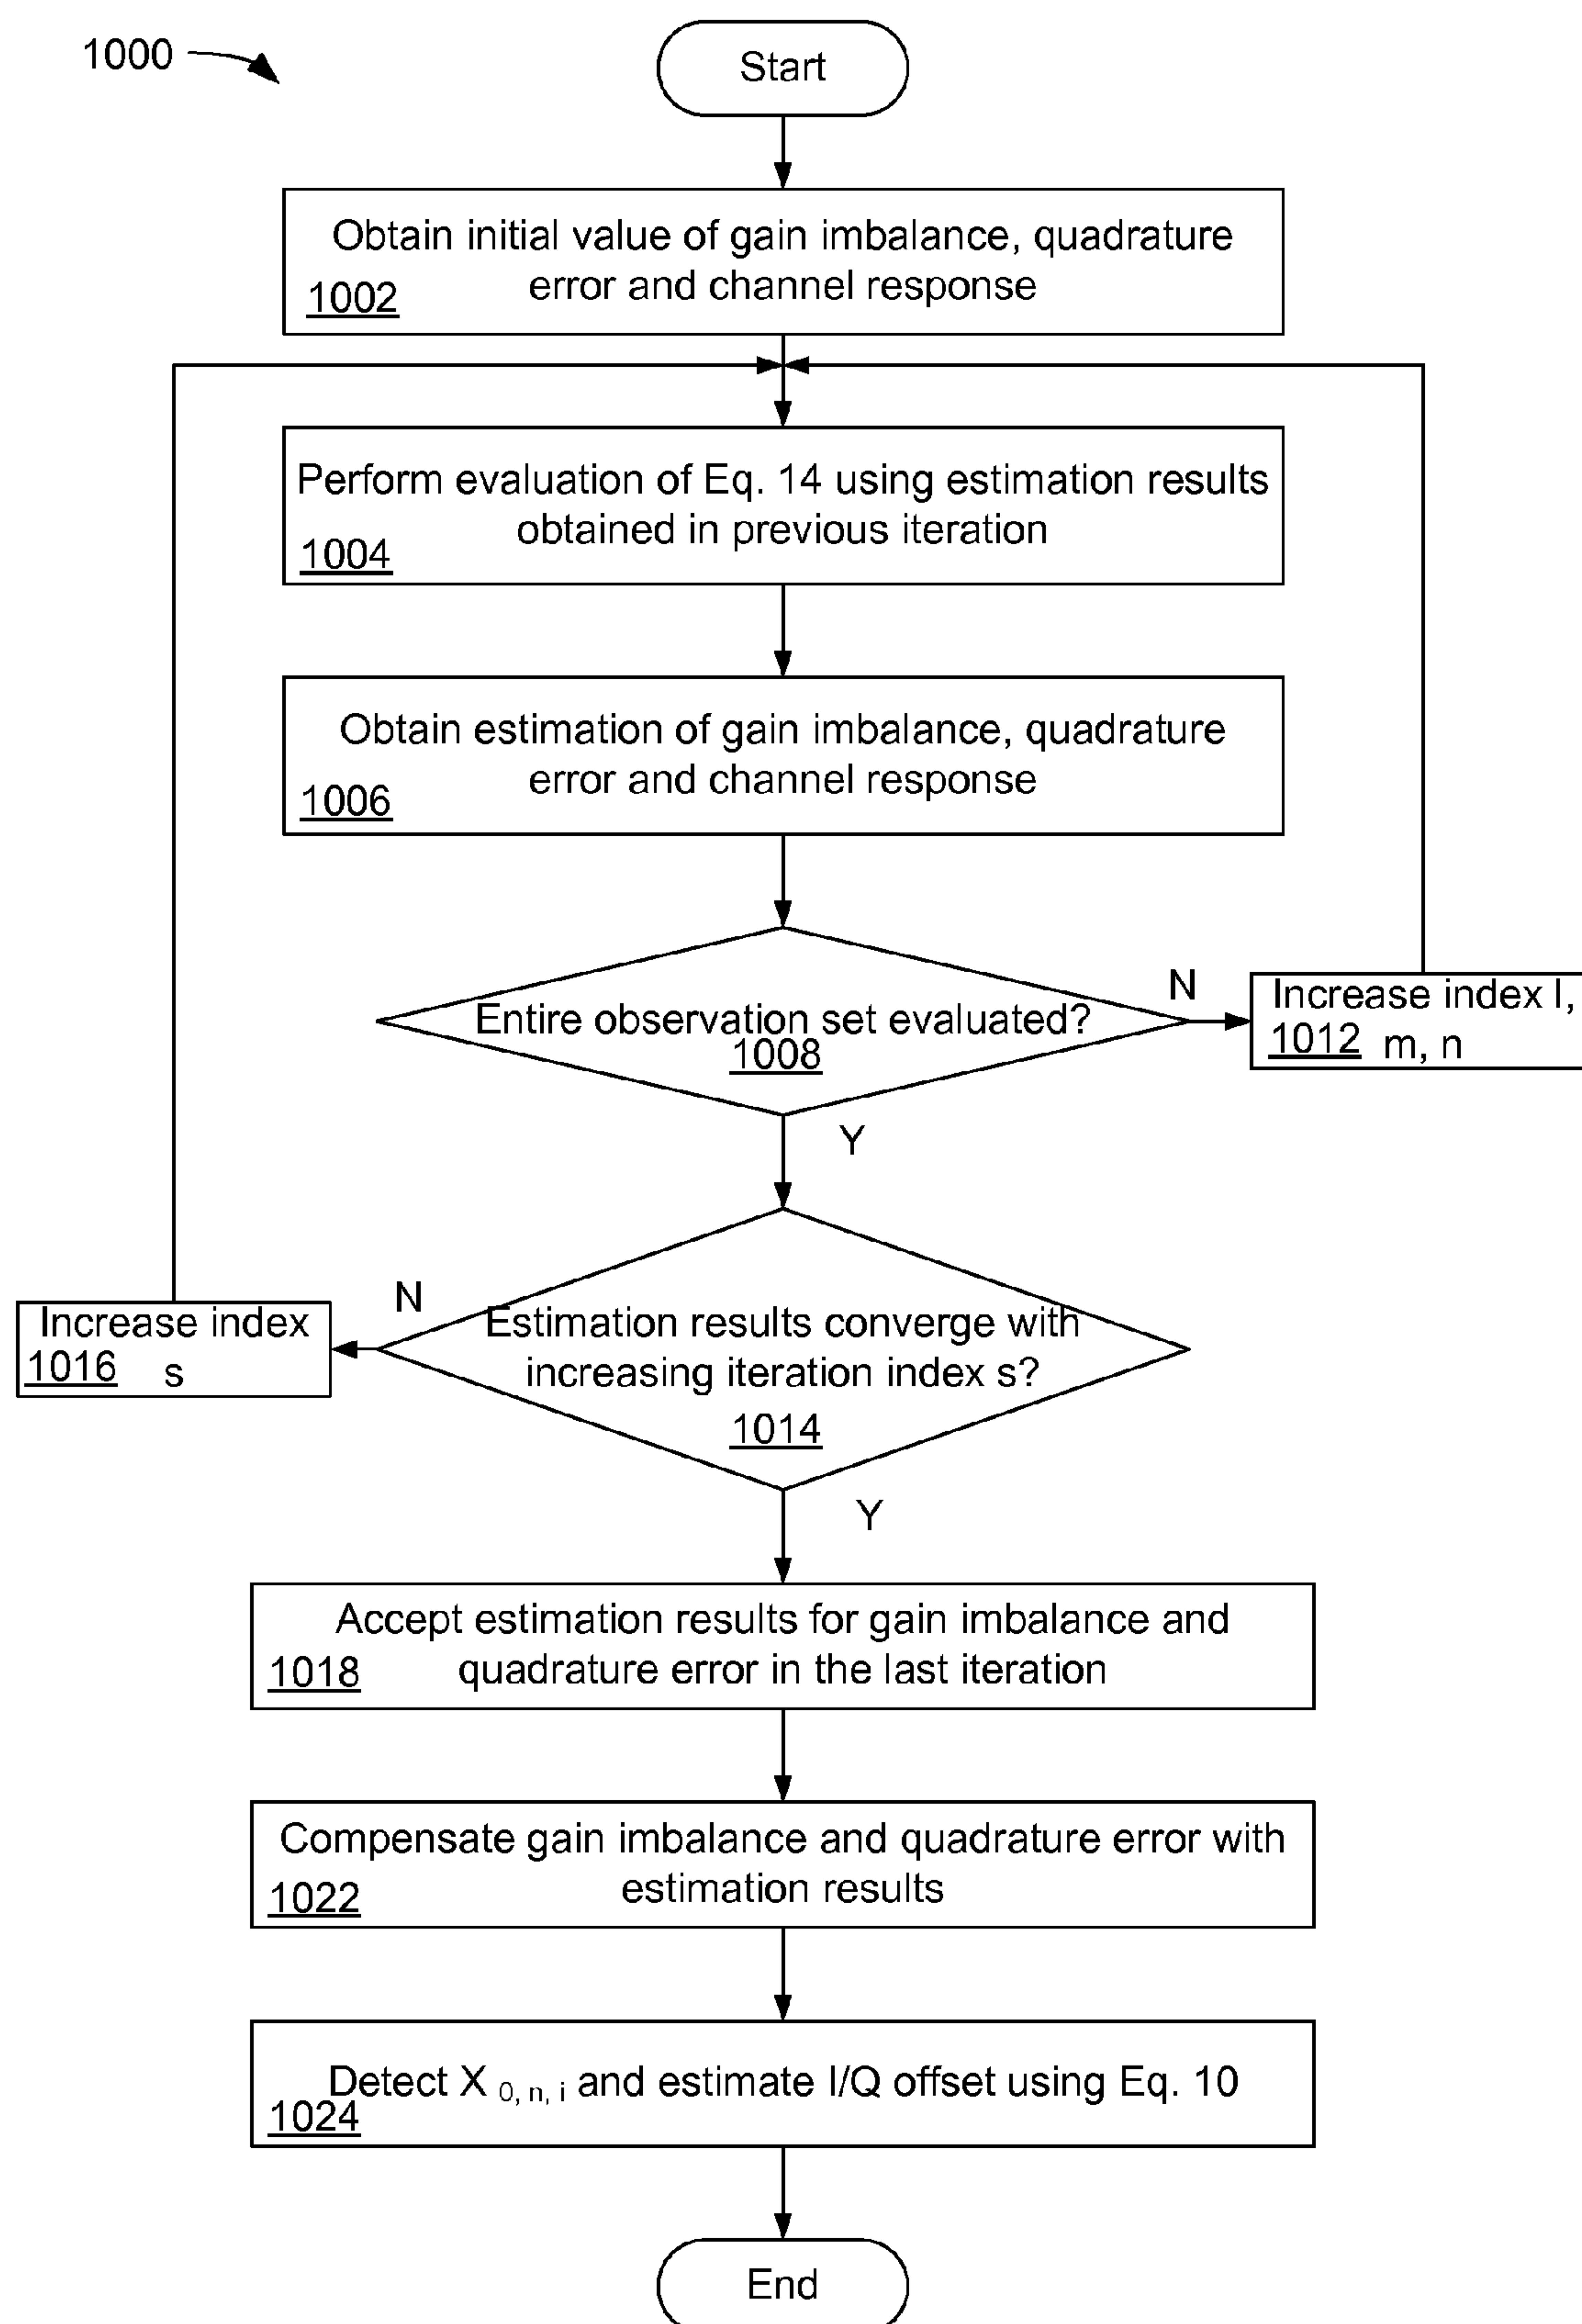 1000
Start
Obtain initial value of gain imbalance, quadrature
error and channel response
1002
Perform evaluation of Eq. 14 using estimation results
obtained in previous iteration
1004
Obtain estimation of gain imbalance, quadrature
error and channel response
1006
Entire observation set evaluated?
1008
N
Increase index l,
1012 m, n
Y
Estimation results converge with
increasing iteration index s?
1014
N
Increase index
1016 s
Y
Accept estimation results for gain imbalance and
quadrature error in the last iteration
1018
Compensate gain imbalance and quadrature error with
estimation results
1022
Detect X 0, n, i and estimate I/Q offset using Eq. 10
1024
End